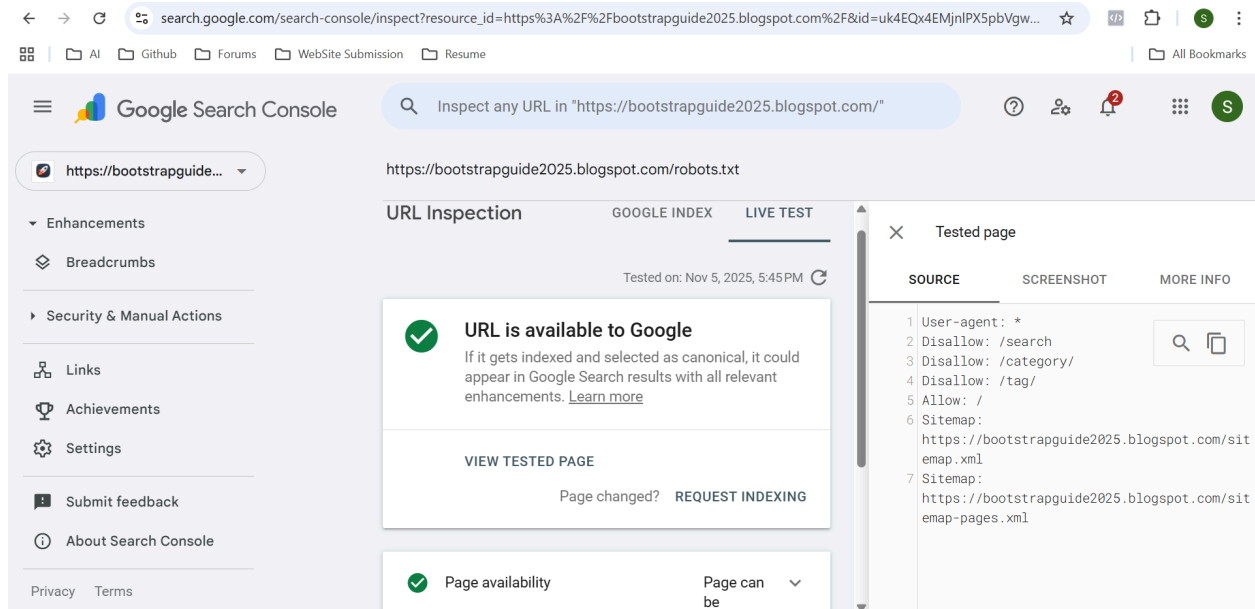 search.google.com/search-console/inspect?resource_id=https%3A%2F%2Fbootstrapguide2025.blogspot.com%2F&id=uk4EQx4EMjnlPX5pbVgw...
S
AI
Github
Forums
WebSite Submission
Resume
All Bookmarks
Google Search Console
Inspect any URL in "https://bootstrapguide2025.blogspot.com/"
2
S
https://bootstrapguide...
https://bootstrapguide2025.blogspot.com/robots.txt
Enhancements
Breadcrumbs
Security & Manual Actions
Links
Achievements
Settings
Submit feedback
About Search Console
Privacy Terms
URL Inspection
GOOGLE INDEX
LIVE TEST
Tested on: Nov 5, 2025, 5:45 PM
URL is available to Google
If it gets indexed and selected as canonical, it could
appear in Google Search results with all relevant
enhancements. Learn more
VIEW TESTED PAGE
Page changed? REQUEST INDEXING
Page availability
Page can
be
Tested page
SOURCE
SCREENSHOT
MORE INFO
1 User-agent: *
2 Disallow: /search
3 Disallow: /category/
4 Disallow: /tag/
5 Allow: /
6 Sitemap:
https://bootstrapguide2025.blogspot.com/sit
emap.xml
7 Sitemap:
https://bootstrapguide2025.blogspot.com/sit
emap-pages.xml